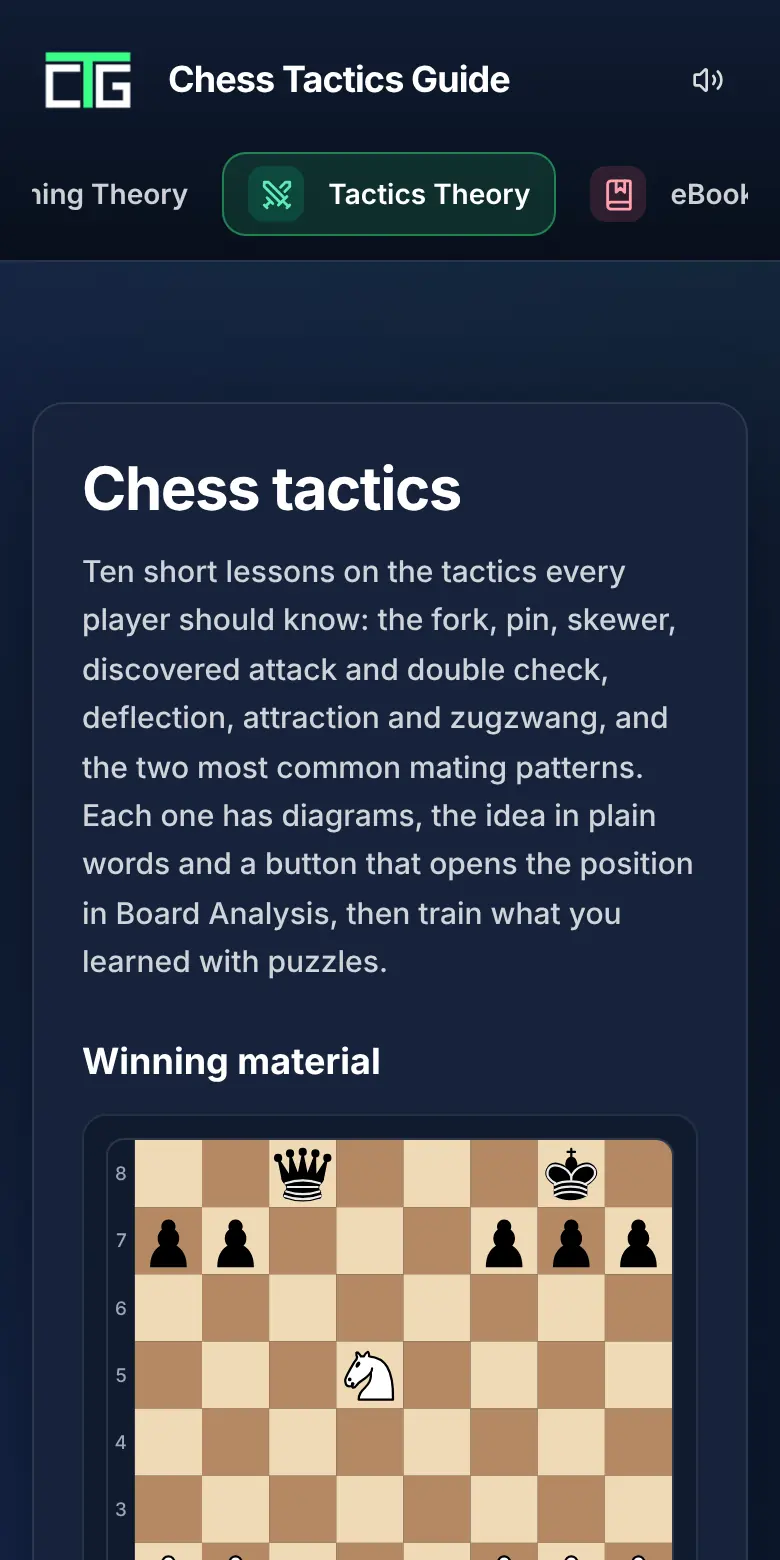 CTG Chess Tactics Guide
ning Theory Tactics Theory eBook
Chess tactics
Ten short lessons on the tactics every
player should know: the fork, pin, skewer,
discovered attack and double check,
deflection, attraction and zugzwang, and
the two most common mating patterns.
Each one has diagrams, the idea in plain
words and a button that opens the position
in Board Analysis, then train what you
learned with puzzles.
Winning material
8
7
6
5
4
3